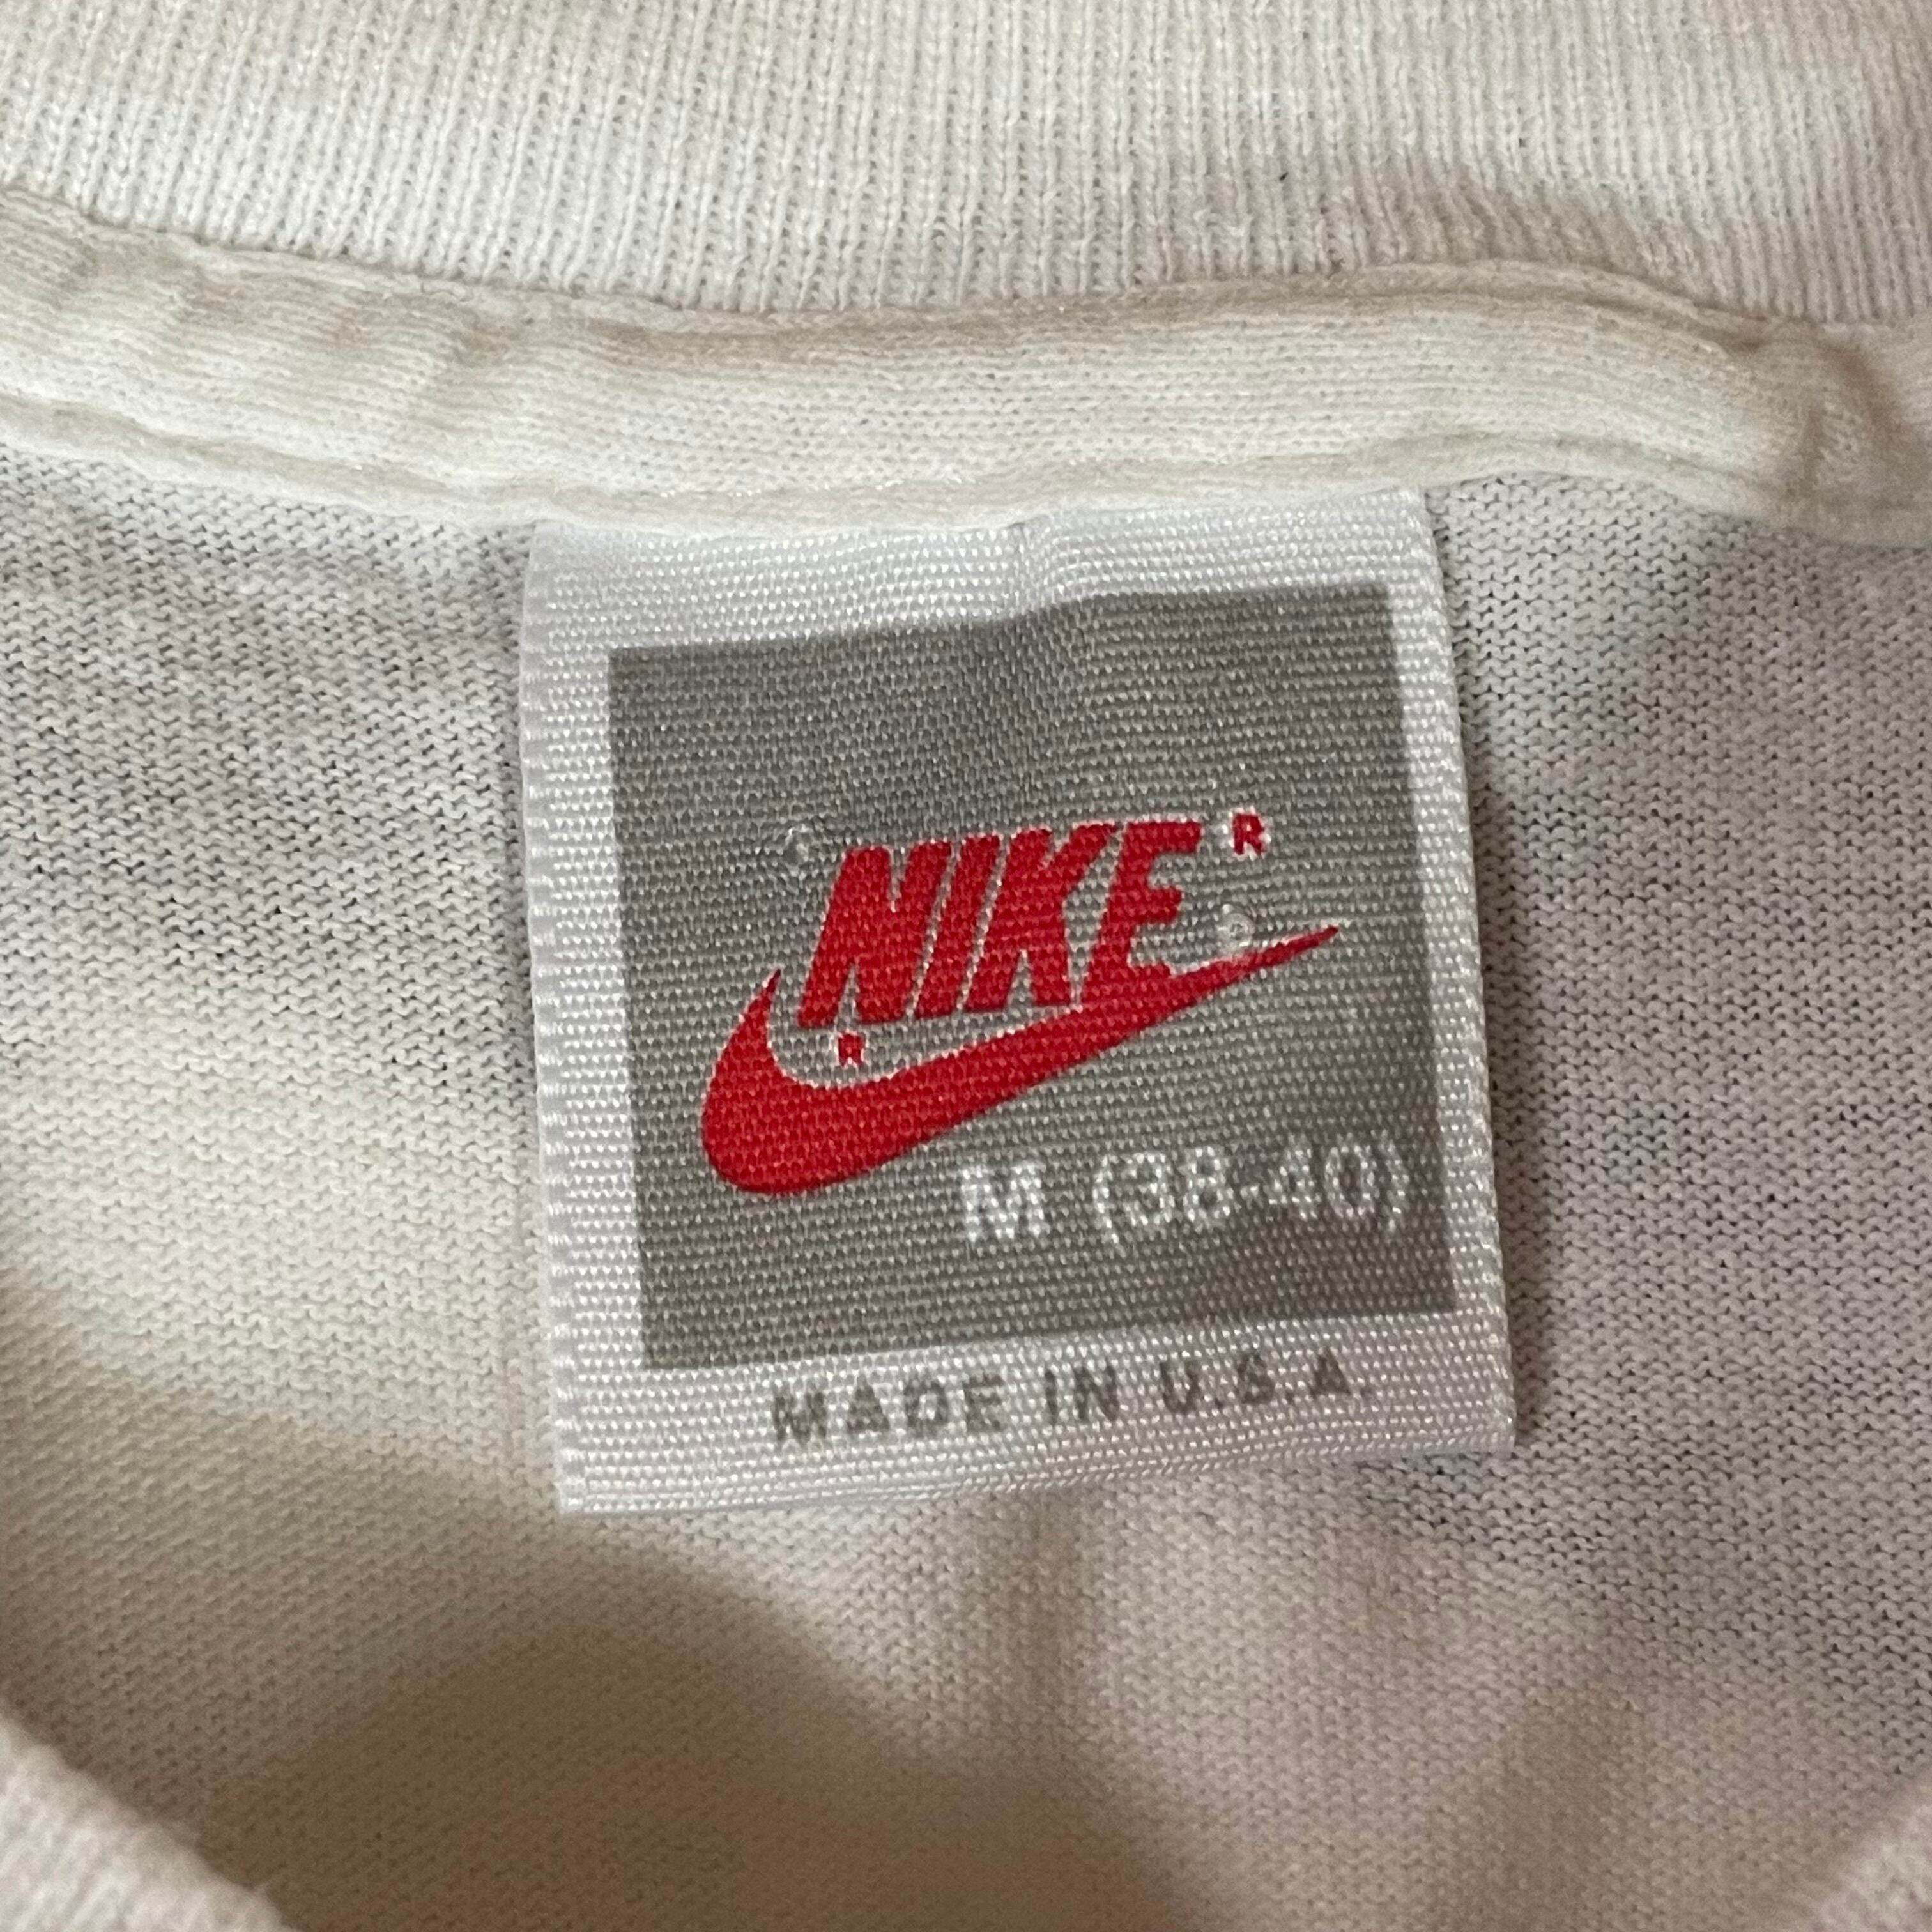 NIKE R
R
M (38-40)
MADE IN U.S.A.